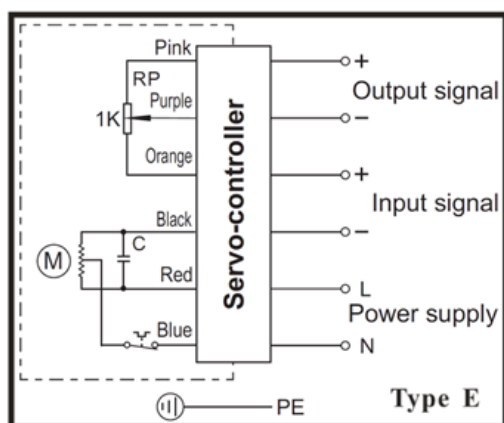 Pink
RP
Purple
1K
Orange
Black
C
M
Red
Blue
Servo-controller
+
Output signal
−
+
Input signal
−
L
Power supply
N
PE
Type E